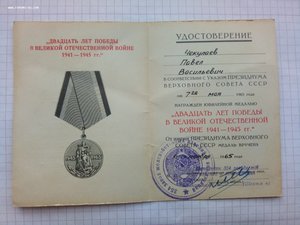 „ДВАДЦАТЬ ЛЕТ ПОБЕДЫ
В ВЕЛИКОЙ ОТЕЧЕСТВЕННОЙ ВОЙНЕ
1941—1945 гг."
УДОСТОВЕРЕНИЕ
Павел
Васильевич
В СООТВЕТСТВИИ С УКАЗОМ ПРЕЗИДИУМА
ВЕРХОВНОГО СОВЕТА СССР
от 7го мая 1965 года
НАГРАЖДЕН ЮБИЛЕЙНОЙ МЕДАЛЬЮ
„ДВАДЦАТЬ ЛЕТ ПОБЕДЫ
В ВЕЛИКОЙ ОТЕЧЕСТВЕННОЙ
ВОЙНЕ 1941—1945 гг."
От имени ПРЕЗИДИУМА ВЕРХОВНОГО
СОВЕТА СССР МЕДАЛЬ ВРУЧЕНА
1965 года